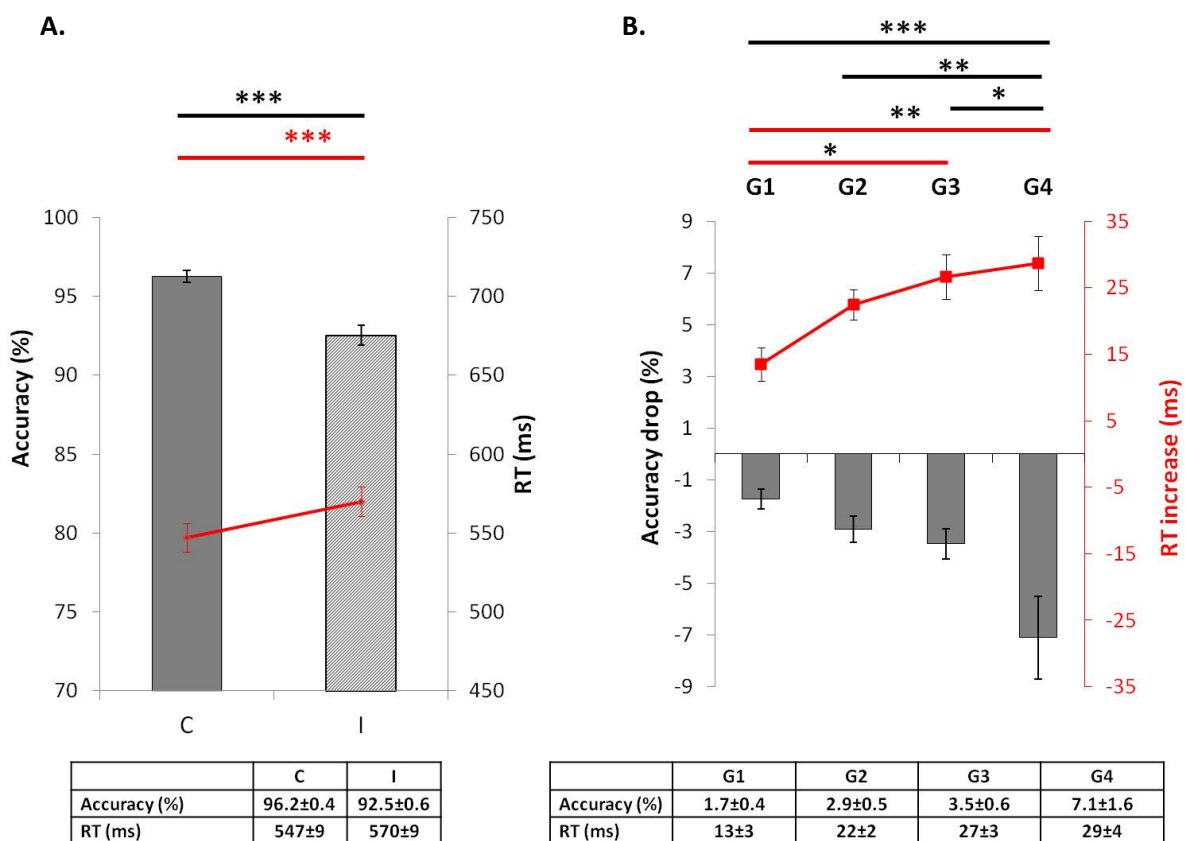 A.
***
***
100
95
90
85
80
75
70
Accuracy (%)
750
700
650
600
550
500
450
RT (ms)
C I
C I
Accuracy (%) 96.2±0.4 92.5±0.6
RT (ms) 547±9 570±9
B.
***
**
*
**
*
G1 G2 G3 G4
9
7
5
3
1
-1
-3
-5
-7
-9
Accuracy drop (%)
35
25
15
5
-5
-15
-25
-35
RT increase (ms)
G1 G2 G3 G4
Accuracy (%) 1.7±0.4 2.9±0.5 3.5±0.6 7.1±1.6
RT (ms) 13±3 22±2 27±3 29±4